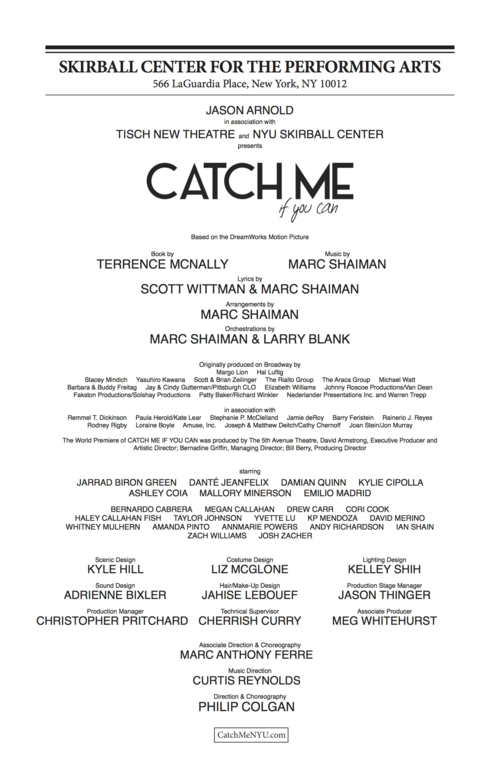 SKIRBALL CENTER FOR THE PERFORMING ARTS
566 LaGuardia Place, New York, NY 10012
JASON ARNOLD
in association with
TISCH NEW THEATRE and NYU SKIRBALL CENTER
presents
CATCH ME
if you can
Based on the DreamWorks Motion Picture
Book by
TERRENCE MCNALLY
Music by
MARC SHAIMAN
Lyrics by
SCOTT WITTMAN & MARC SHAIMAN
Arrangements by
MARC SHAIMAN
Orchestrations by
MARC SHAIMAN & LARRY BLANK
Originally produced on Broadway by
Margo Lion Hal Luftig
Stacey Mindich Yasuhiro Kawana Scott & Brian Zeilinger The Rialto Group The Araca Group Michael Watt
Barbara & Buddy Freitag Jay & Cindy Gutterman/Pittsburgh CLO Elizabeth Williams Johnny Roscoe Productions/Van Dean
Fakston Productions/Solshay Productions Patty Baker/Richard Winkler Nederlander Presentations Inc. and Warren Trepp
in association with
Remmel T. Dickinson Paula Herold/Kate Lear Stephanie P. McClelland Jamie deRoy Barry Feristein Rainerio J. Reyes
Rodney Rigby Loraine Boyle Amuse, Inc. Joseph & Matthew Deitch/Cathy Chernoff Joan Stein/Jon Murray
The World Premiere of CATCH ME IF YOU CAN was produced by The 5th Avenue Theatre, David Armstrong, Executive Producer and
Artistic Director; Bernadine Griffin, Managing Director; Bill Berry, Producing Director
starring
JARRAD BIRON GREEN DANTÉ JEANFELIX DAMIAN QUINN KYLIE CIPOLLA
ASHLEY COIA MALLORY MINERSON EMILIO MADRID
BERNARDO CABRERA MEGAN CALLAHAN DREW CARR CORI COOK
HALEY CALLAHAN FISH TAYLOR JOHNSON YVETTE LU KP MENDOZA DAVID MERINO
WHITNEY MULHERN AMANDA PINTO ANNMARIE POWERS ANDY RICHARDSON IAN SHAIN
ZACH WILLIAMS JOSH ZACHER
Scenic Design
KYLE HILL
Costume Design
LIZ MCGLONE
Lighting Design
KELLEY SHIH
Sound Design
ADRIENNE BIXLER
Hair/Make-Up Design
JAHISE LEBOUEF
Production Stage Manager
JASON THINGER
Production Manager
CHRISTOPHER PRITCHARD
Technical Supervisor
CHERRISH CURRY
Associate Producer
MEG WHITEHURST
Associate Direction & Choreography
MARC ANTHONY FERRE
Music Direction
CURTIS REYNOLDS
Direction & Choreography
PHILIP COLGAN
CatchMeNYU.com